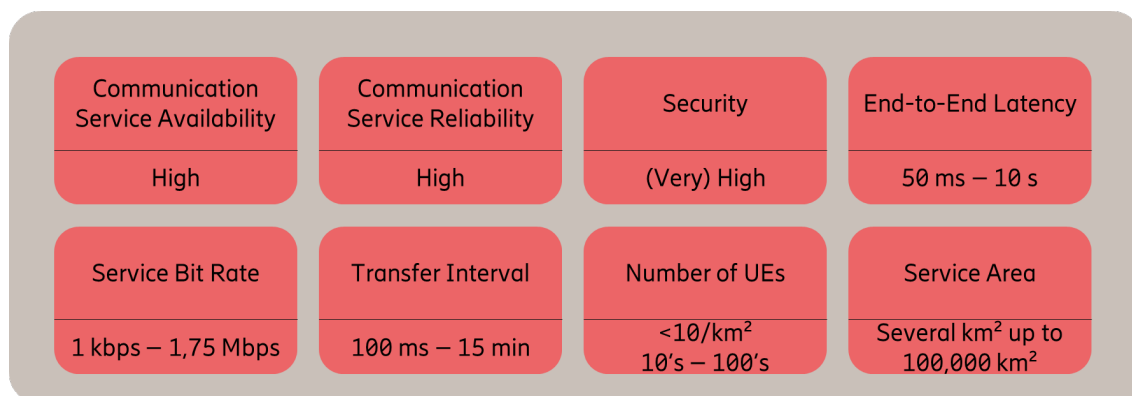 Communication
Service Availability
High
Communication
Service Reliability
High
Security
(Very) High
End-to-End Latency
50 ms – 10 s
Service Bit Rate
1 kbps – 1,75 Mbps
Transfer Interval
100 ms – 15 min
Number of UEs
<10/km²
10’s – 100’s
Service Area
Several km² up to
100,000 km²